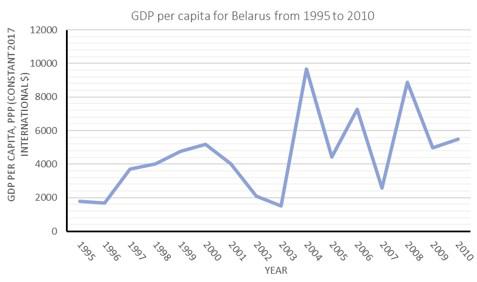 GDP per capita for Belarus from 1995 to 2010
GDP PER CAPITA, PPP (CONSTANT 2017
INTERNATIONAL $)
12000
10000
8000
6000
4000
2000
0
1995 1996 1997 1998 1999 2000 2001 2002 2003 2004 2005 2006 2007 2008 2009 2010
YEAR